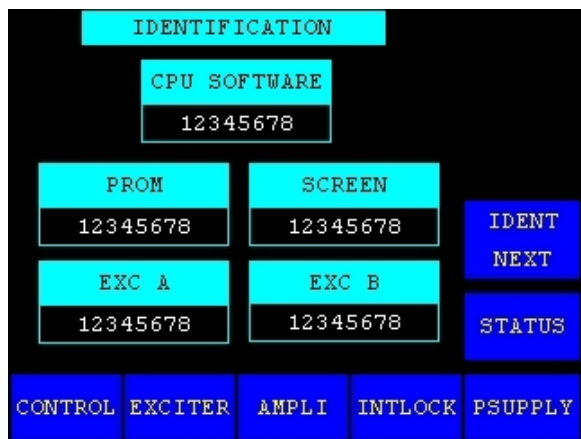 IDENTIFICATION
CPU SOFTWARE
12345678
PROM
SCREEN
12345678
12345678
EXC A
EXC B
12345678
12345678
IDENT
NEXT
STATUS
CONTROL
EXCITER
AMPLI
INTLOCK
PSUPPLY